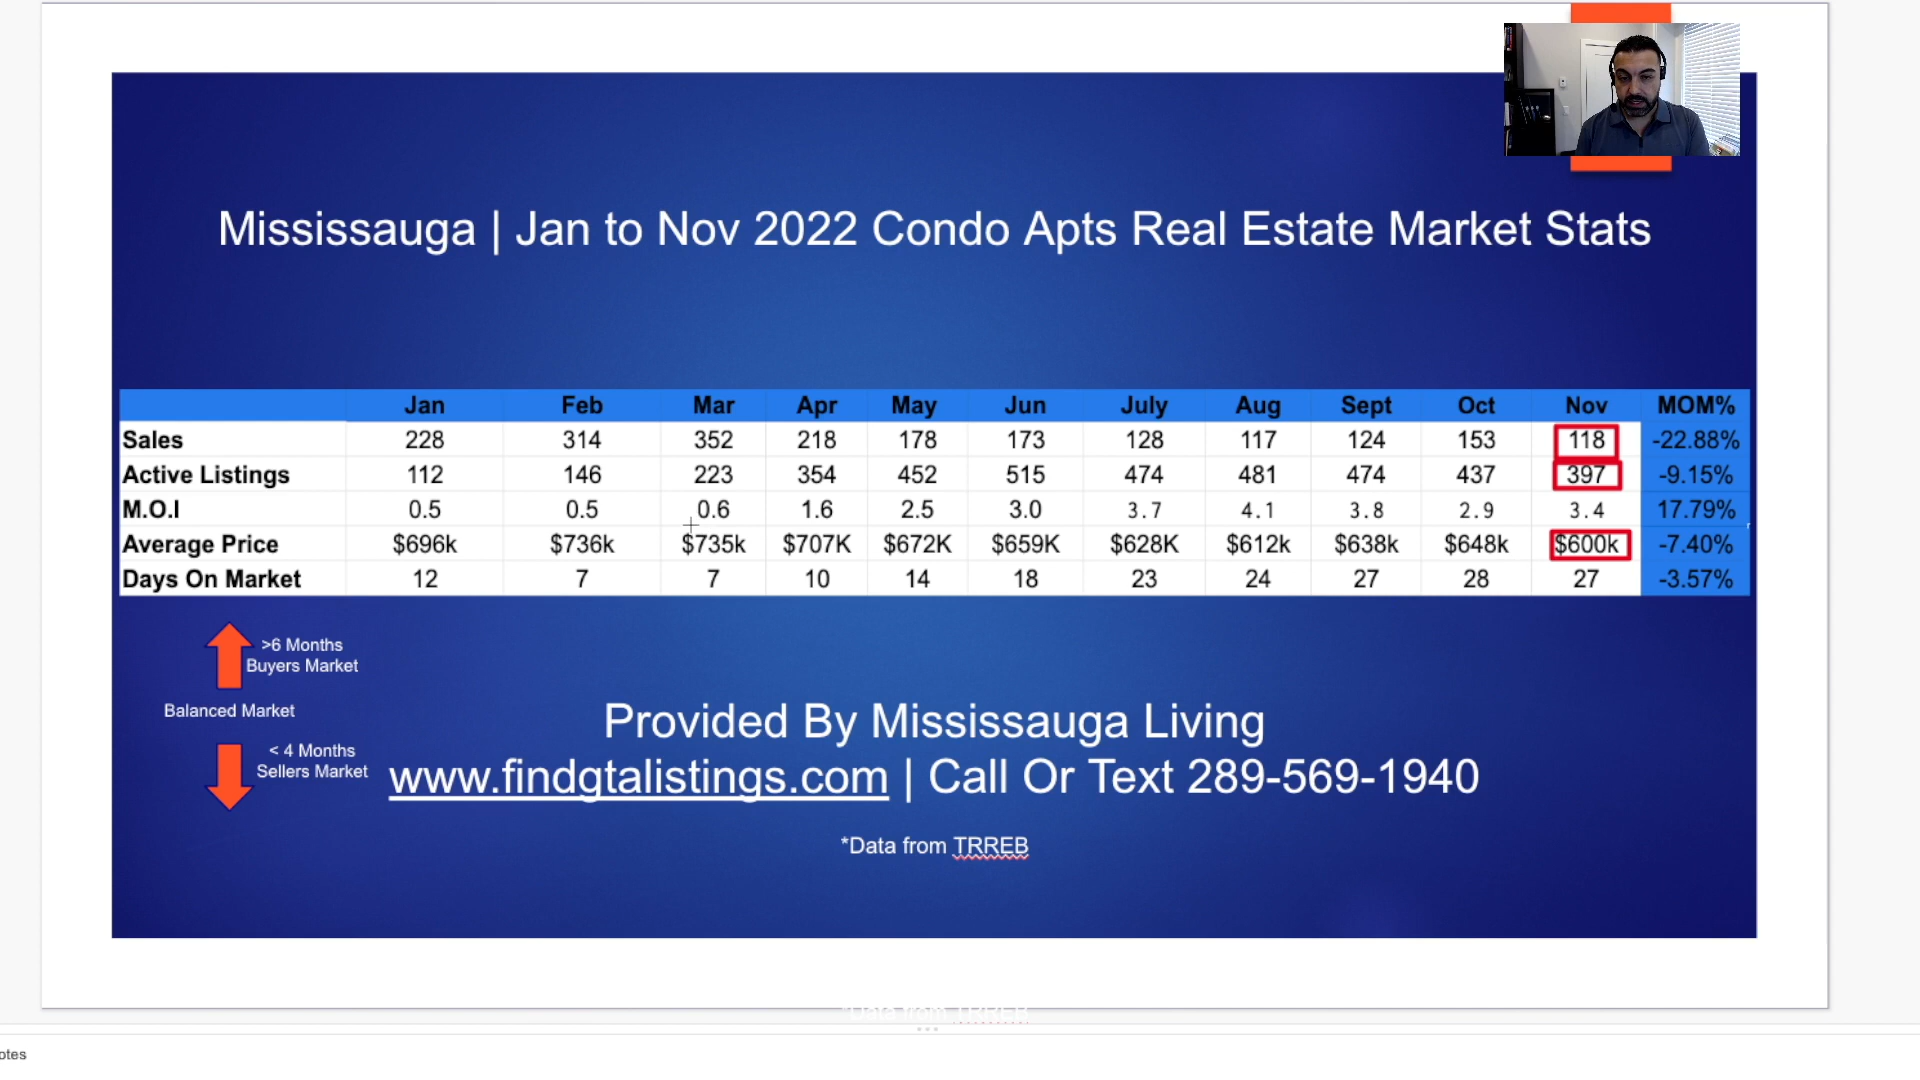 Mississauga | Jan to Nov 2022 Condo Apts Real Estate Market Stats
Jan Feb Mar Apr May Jun July Aug Sept Oct Nov MOM%
Sales 228 314 352 218 178 173 128 117 124 153 118 -22.88%
Active Listings 112 146 223 354 452 515 474 481 474 437 397 -9.15%
M.O.I 0.5 0.5 0.6 1.6 2.5 3.0 3.7 4.1 3.8 2.9 3.4 17.79%
Average Price $696k $736k $735k $707K $672K $659K $628K $612k $638k $648k $600k -7.40%
Days On Market 12 7 7 10 14 18 23 24 27 28 27 -3.57%
>6 Months
Buyers Market
Balanced Market
< 4 Months
Sellers Market
Provided By Mississauga Living
www.findgtalistings.com | Call Or Text 289-569-1940
*Data from TRREB
*Data from TRREB
otes